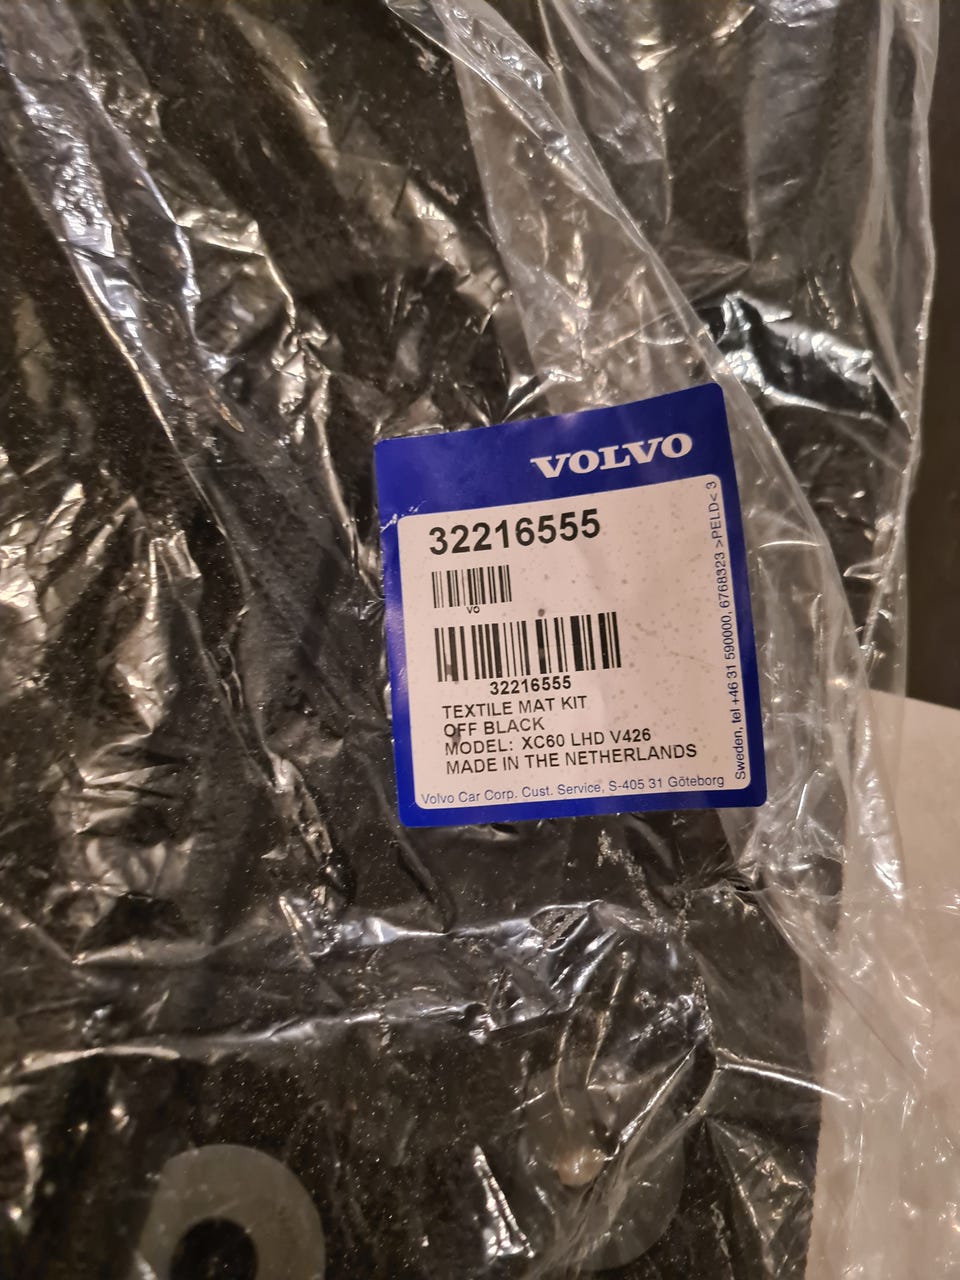 VOLVO
32216555
VO
32216555
TEXTILE MAT KIT
OFF BLACK
MODEL: XC60 LHD V426
MADE IN THE NETHERLANDS
Volvo Car Corp. Cust. Service, S-405 31 Göteborg
Sweden, tel +46 31 590000, 6768323 >PELD< 3